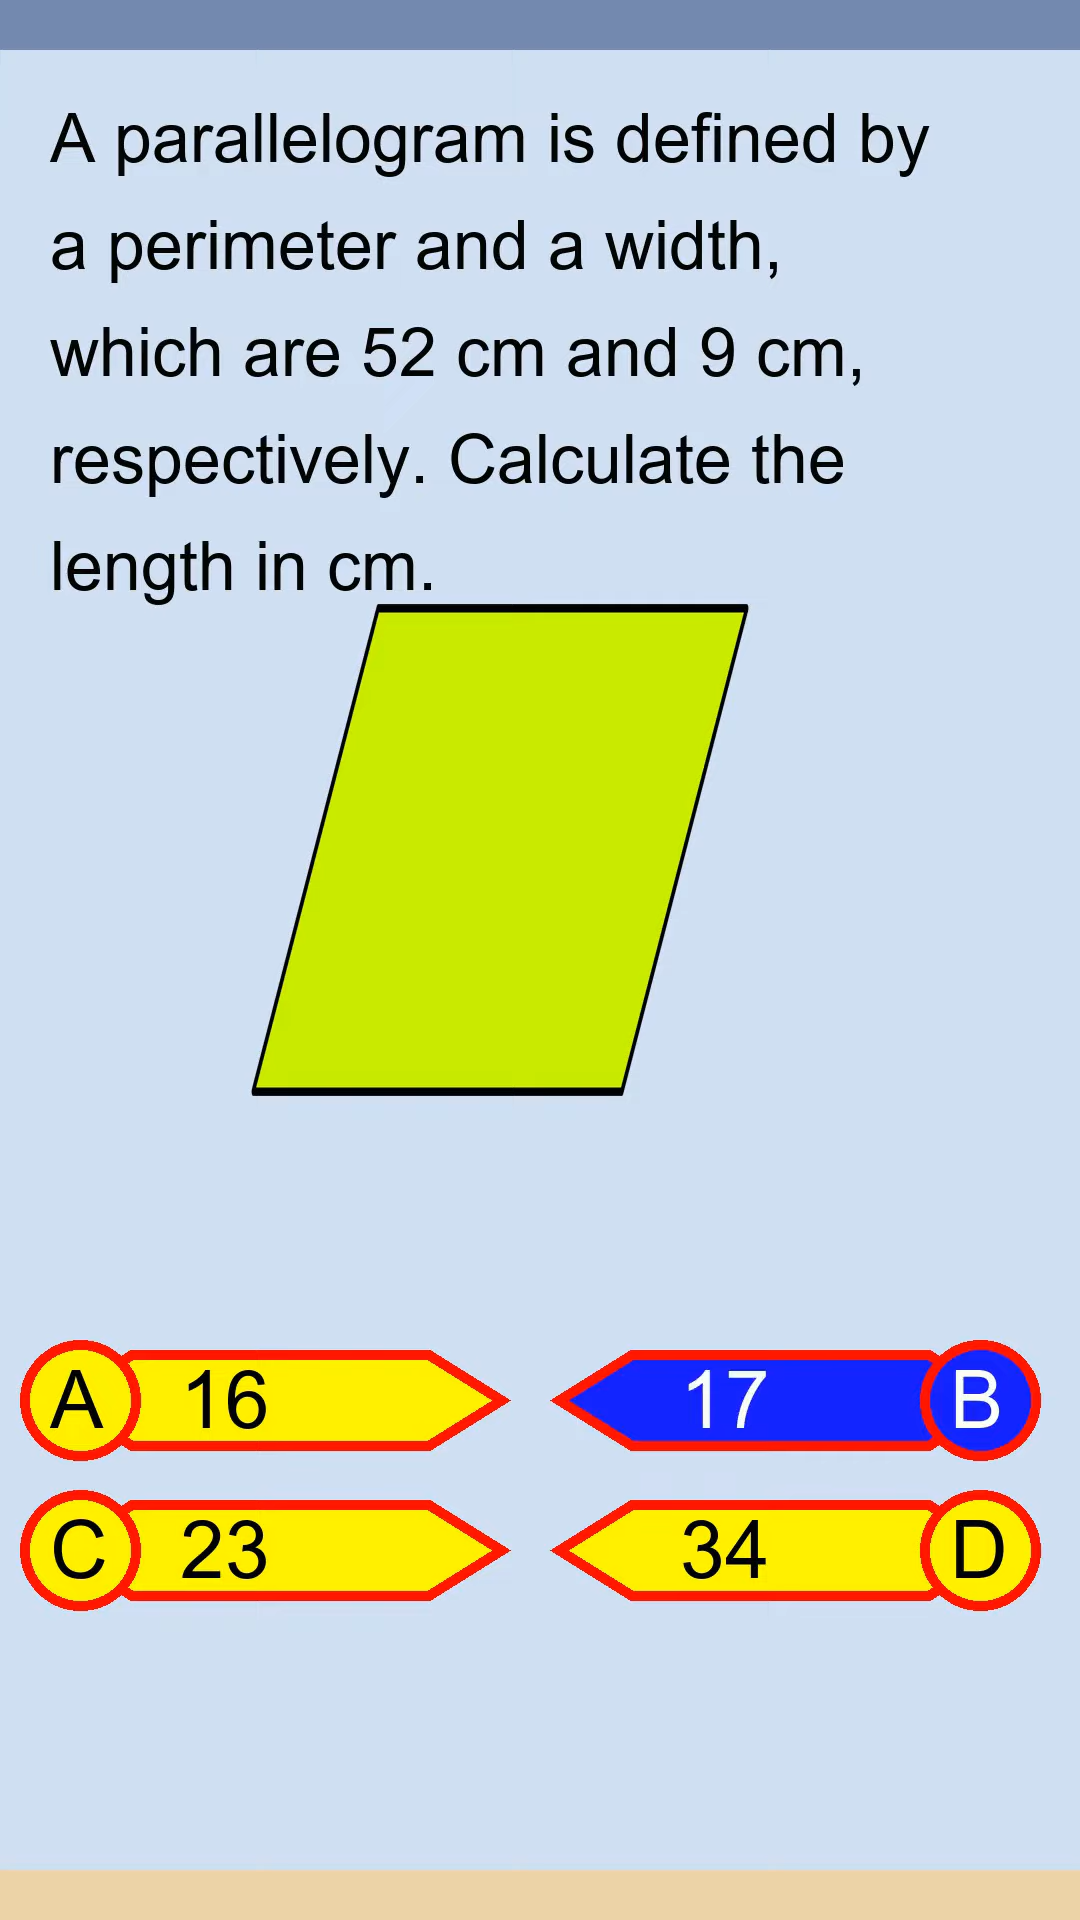 A parallelogram is defined by
a perimeter and a width,
which are 52 cm and 9 cm,
respectively. Calculate the
length in cm.
A 16
17 B
C 23
34 D